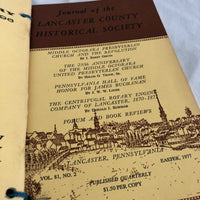 Journal of the
LANCASTER COUNTY
HISTORICAL SOCIETY
MIDDLE OCTORARA PRESBYTERIAN
CHURCH AND THE REVOLUTION
THE 250TH ANNIVERSARY
OF THE MIDDLE OCTORARA
UNITED PRESBYTERIAN CHURCH
PENNSYLVANIA HALL OF FAME
HONOR FOR JAMES BUCHANAN
THE CENTRIFUGAL ROTARY ENGINE
COMPANY OF LANCASTER,
FORUM AND BOOK REVIEWS
LANCASTER, PENNSYLVANIA
VOL. 81, NO. 2
EASTER, 1977
PUBLISHED QUARTERLY
$1.50 PER COPY